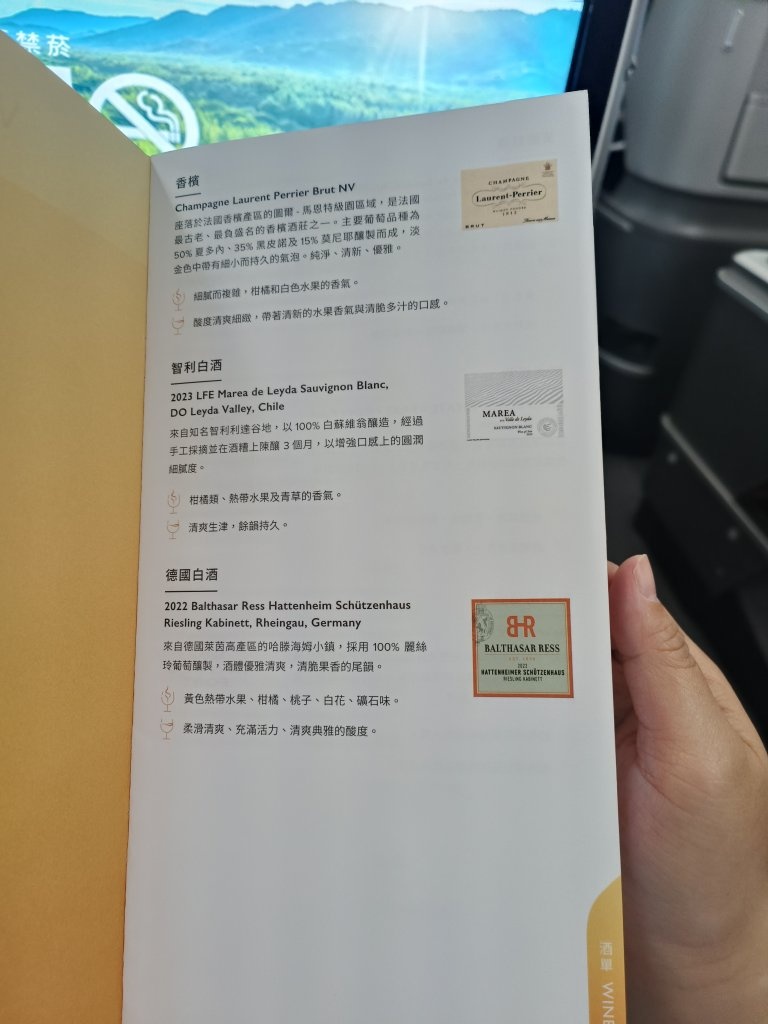 禁菸
香檳
Champagne Laurent Perrier Brut NV
座落於法國香檳產區的圖爾 - 馬恩特級園區域，是法國
最古老、最負盛名的香檳酒莊之一。主要葡萄品種為
50% 夏多內、35% 黑皮諾及 15% 莫尼耶釀製而成，淡
金色中帶有細小而持久的氣泡。純淨、清新、優雅。
細膩而複雜，柑橘和白色水果的香氣。
酸度清爽細緻，帶著清新的水果香氣與清脆多汁的口感。
CHAMPAGNE
Laurent-Perrier
MAISON FONDÉE
1812
BRUT
智利白酒
2023 LFE Marea de Leyda Sauvignon Blanc,
DO Leyda Valley, Chile
來自知名智利利達谷地，以 100% 白蘇維翁釀造，經過
手工採摘並在酒糟上陳釀 3 個月，以增強口感上的圓潤
細膩度。
柑橘類、熱帶水果及青草的香氣。
清爽生津，餘韻持久。
MAREA
Valle de Leyda
SAUVIGNON BLANC
德國白酒
2022 Balthasar Ress Hattenheim Schützenhaus
Riesling Kabinett, Rheingau, Germany
來自德國萊茵高產區的哈滕海姆小鎮，採用 100% 麗絲
玲葡萄釀製，酒體優雅清爽，清脆果香的尾韻。
黃色熱帶水果、柑橘、桃子、白花、礦石味。
柔滑清爽、充滿活力、清爽典雅的酸度。
BR
BALTHASAR RESS
EST. 1870
2022
HATTENHEIMER SCHÜTZENHAUS
RIESLING KABINETT
酒單 WINE